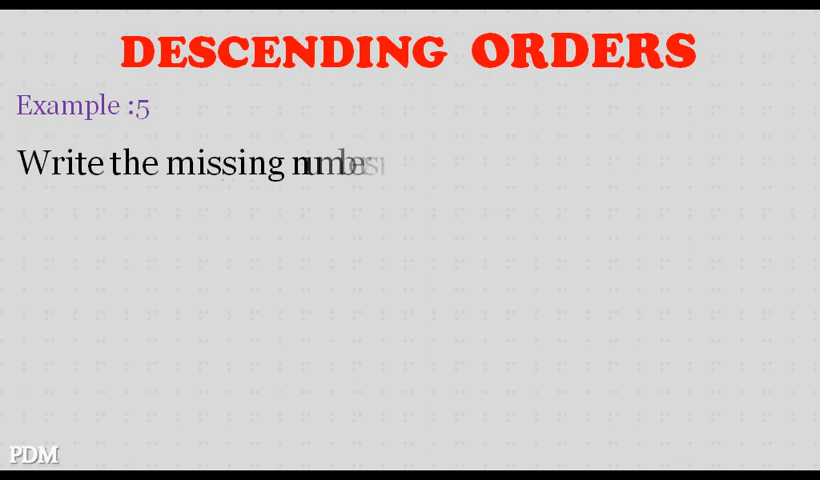 DESCENDING ORDERS
Example :5
Write the missing
PDM